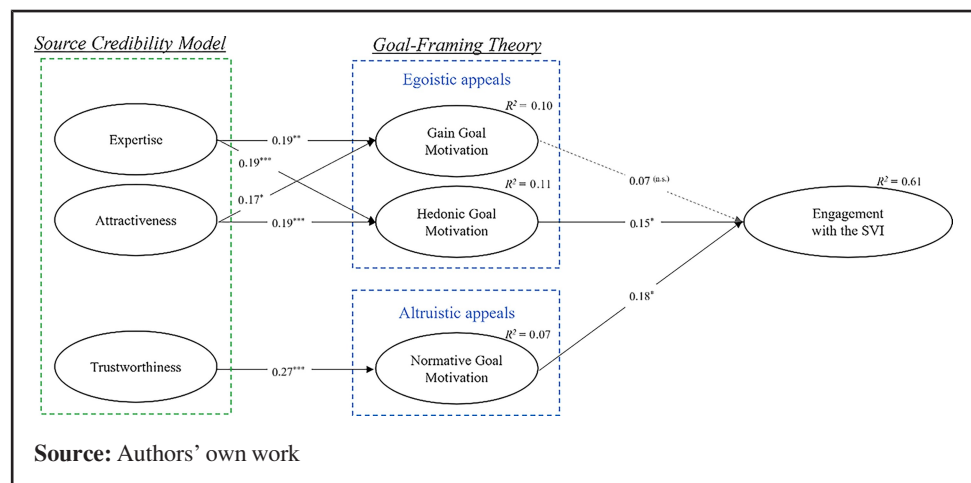 Source Credibility Model
Goal-Framing Theory
Egoistic appeals
R² = 0.10
Expertise
0.19**
Gain Goal
Motivation
0.19***
0.07 (n.s.)
R² = 0.11
R² = 0.61
0.17*
Attractiveness
0.19***
Hedonic Goal
Motivation
0.15*
Engagement
with the SVI
0.18*
Altruistic appeals
R² = 0.07
Trustworthiness
0.27***
Normative Goal
Motivation
Source: Authors' own work